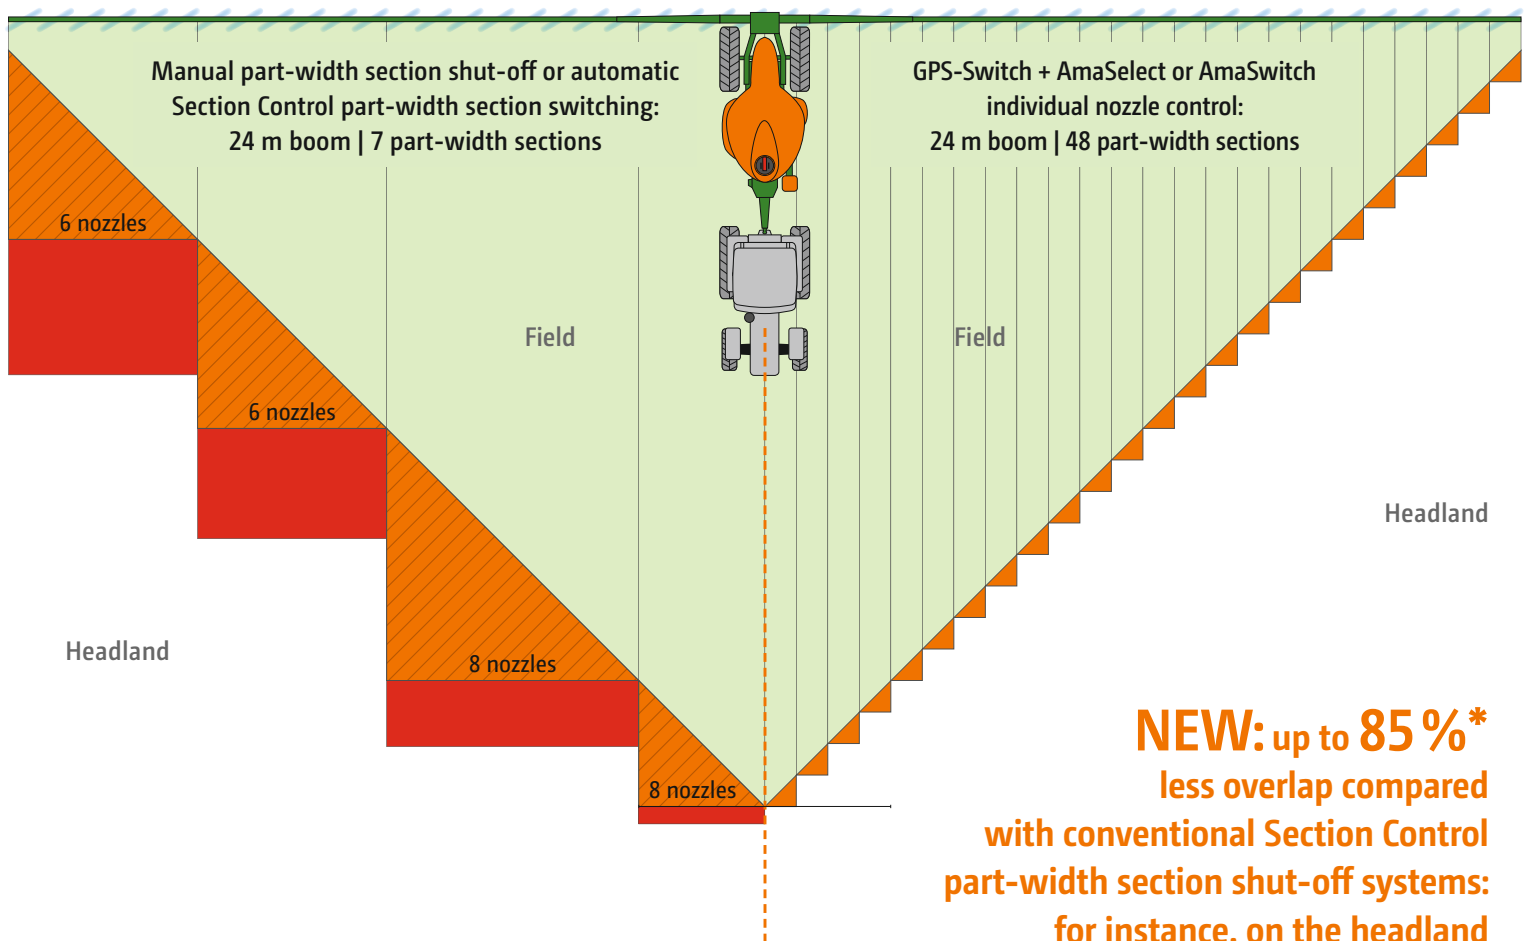 Manual part-width section shut-off or automatic
Section Control part-width section switching:
24 m boom | 7 part-width sections
GPS-Switch + AmaSelect or AmaSwitch
individual nozzle control:
24 m boom | 48 part-width sections
6 nozzles
Field
Field
6 nozzles
Headland
Headland
8 nozzles
8 nozzles
NEW: up to 85 %*
less overlap compared
with conventional Section Control
part-width section shut-off systems:
for instance, on the headland